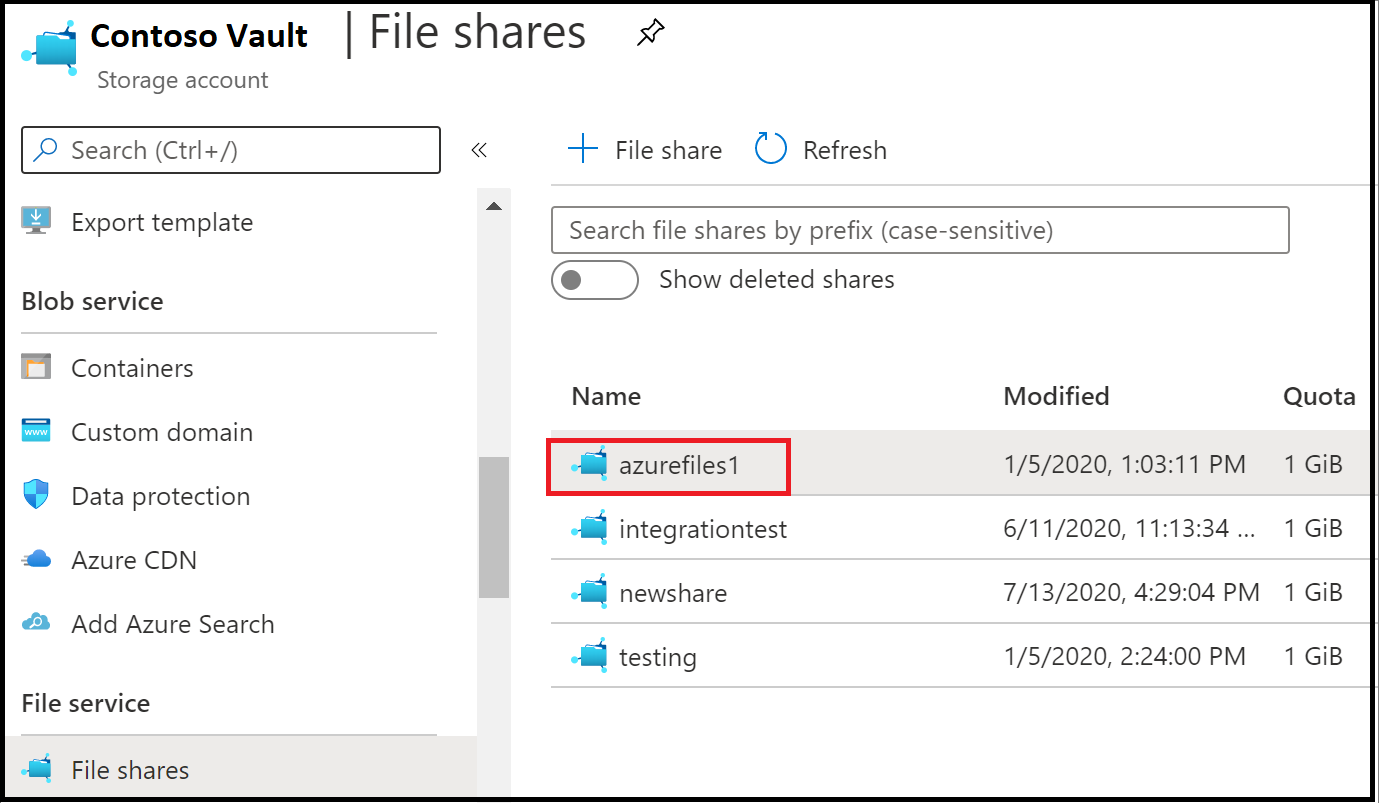 Contoso Vault | File shares
Storage account
Search (Ctrl+/)
«
Export template
Blob service
Containers
www
Custom domain
Data protection
Azure CDN
Add Azure Search
File service
File shares
+ File share
Refresh
Search file shares by prefix (case-sensitive)
Show deleted shares
Name Modified Quota
azurefiles1 1/5/2020, 1:03:11 PM 1 GiB
integrationtest 6/11/2020, 11:13:34 ... 1 GiB
newshare 7/13/2020, 4:29:04 PM 1 GiB
testing 1/5/2020, 2:24:00 PM 1 GiB